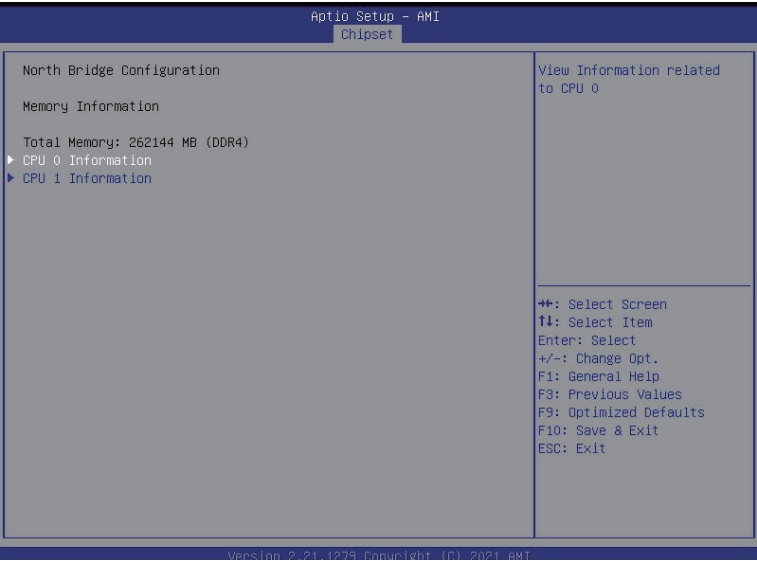 Aptio Setup – AMI
Chipset
North Bridge Configuration
Memory Information
Total Memory: 262144 MB (DDR4)
CPU 0 Information
CPU 1 Information
View Information related
to CPU 0
→←: Select Screen
↑↓: Select Item
Enter: Select
+/-: Change Opt.
F1: General Help
F3: Previous Values
F9: Optimized Defaults
F10: Save & Exit
ESC: Exit
Version 2.21.1279 Copyright (C) 2021 AMI